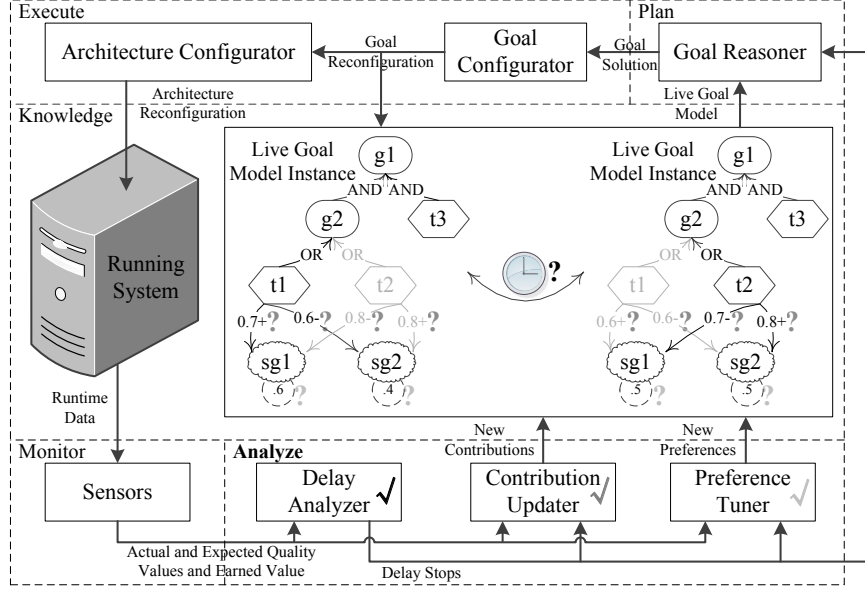 Execute
Plan
Architecture Configurator
Goal
Reconfiguration
Goal
Configurator
Goal
Solution
Goal Reasoner
Architecture
Reconfiguration
Live Goal
Model
Knowledge
Live Goal
Model Instance
g1
AND AND
g2
t3
OR OR
t1
t2
0.7+? 0.6-? 0.8-? 0.8+?
sg1
sg2
.6 ?
.4 ?
?
Live Goal
Model Instance
g1
AND AND
g2
t3
OR OR
t1
t2
0.6+? 0.6-? 0.7-? 0.8+?
sg1
sg2
.5 ?
.5 ?
Running
System
Runtime
Data
New
Contributions
New
Preferences
Monitor
Analyze
Sensors
Delay
Analyzer
Contribution
Updater
Preference
Tuner
Actual and Expected Quality
Values and Earned Value
Delay Stops